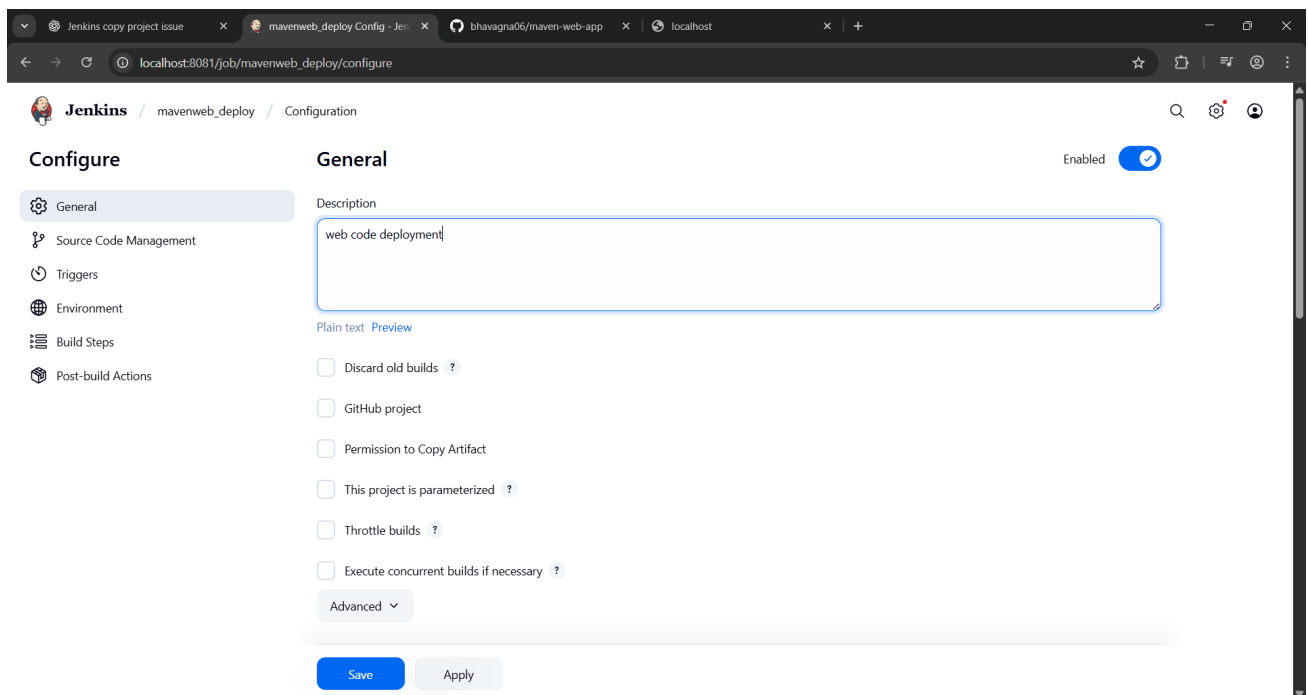 Jenkins copy project issue
mavenweb_deploy Config - Jen
bhavagna06/maven-web-app
localhost
localhost:8081/job/mavenweb_deploy/configure
Jenkins / mavenweb_deploy / Configuration
Configure
General
Source Code Management
Triggers
Environment
Build Steps
Post-build Actions
General
Enabled
Description
web code deployment
Plain text Preview
Discard old builds ?
GitHub project
Permission to Copy Artifact
This project is parameterized ?
Throttle builds ?
Execute concurrent builds if necessary ?
Advanced
Save
Apply